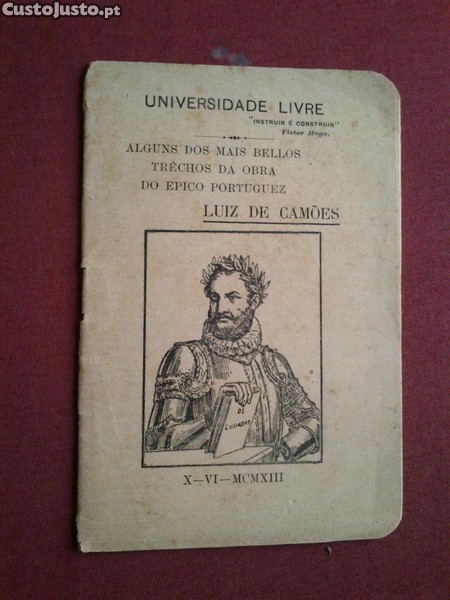 CustoJusto.pt
UNIVERSIDADE LIVRE
"INSTRUIR É CONSTRUIR"
Victor Hugo.
ALGUNS DOS MAIS BELLOS
TRÊCHOS DA OBRA
DO EPICO PORTUGUEZ
LUIZ DE CAMÕES
OS
LUSIADAS
X—VI—MCMXIII